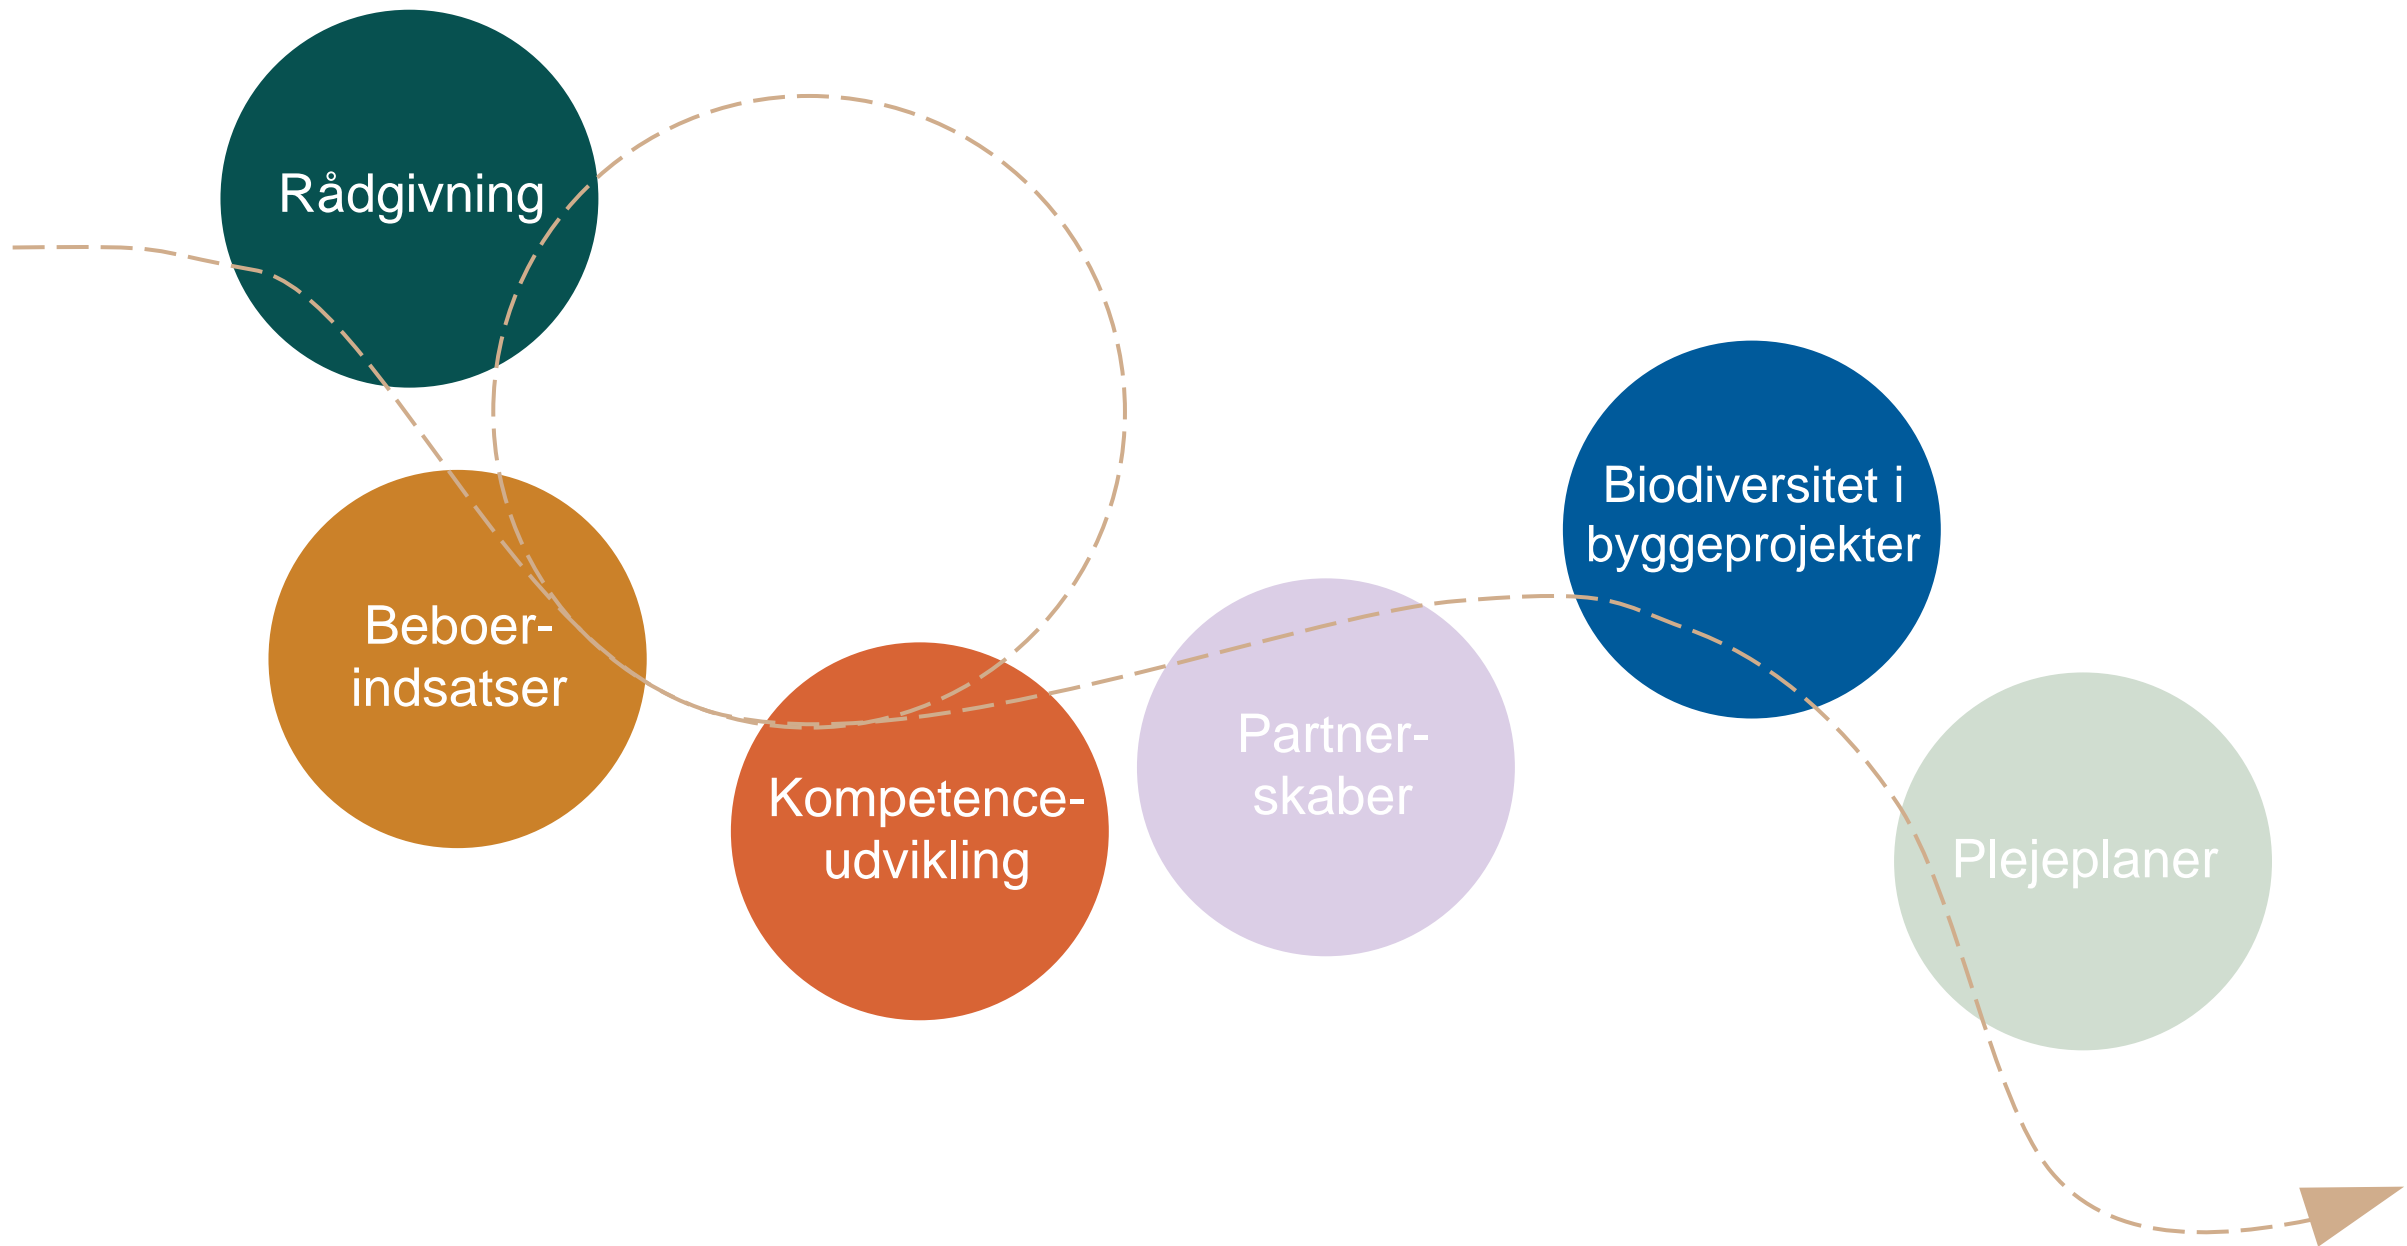 Rådgivning
Beboer-
indsatser
Kompetence-
udvikling
Partner-
skaber
Biodiversitet i
byggeprojekter
Plejeplaner